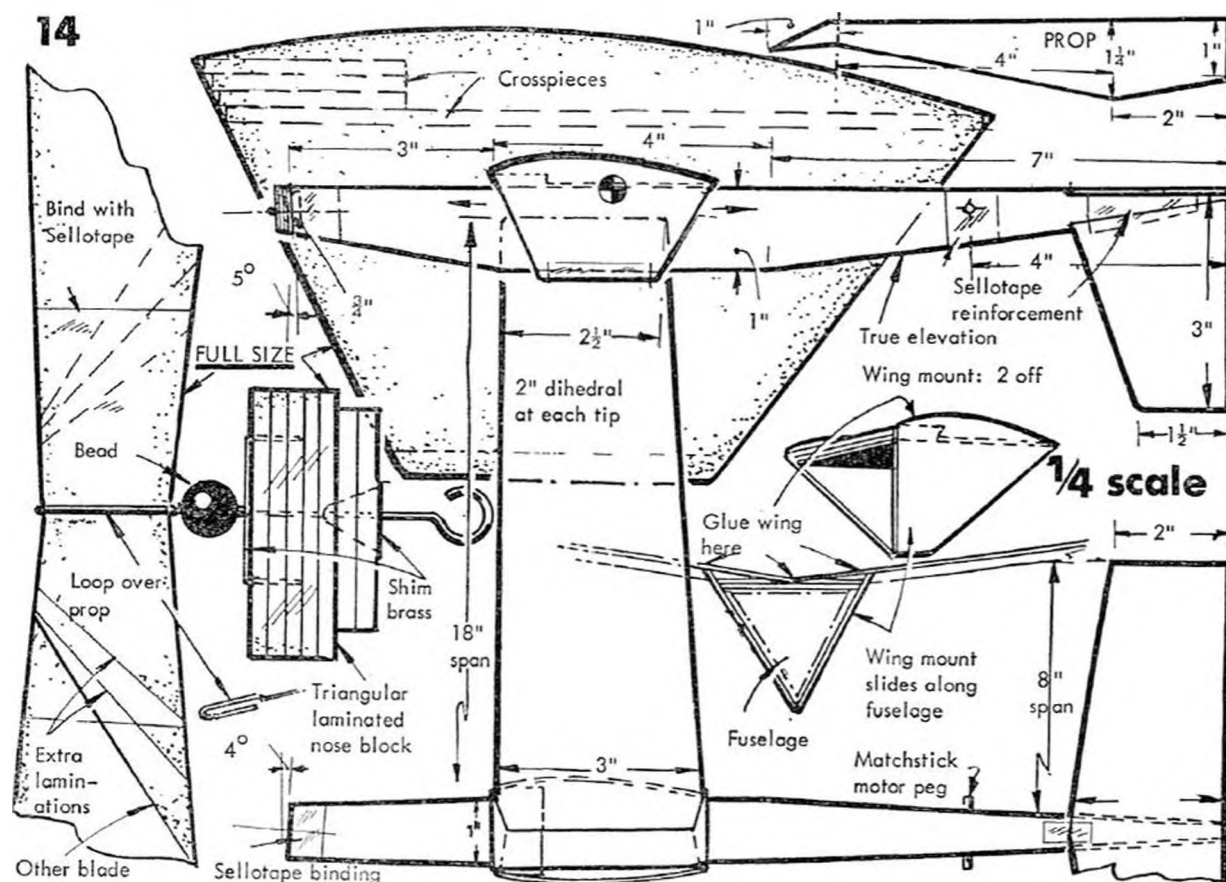 14
1"
PROP
1¼"
1"
4"
2"
Crosspieces
3"
4"
7"
Bind with
Sellotape
5°
¾"
FULL SIZE
2½"
1"
4"
Sellotape
reinforcement
True elevation
3"
2" dihedral
at each tip
Wing mount: 2 off
1½"
Bead
¼ scale
Glue wing
here
2"
Loop over
prop
Shim
brass
18"
span
Triangular
laminated
nose block
Wing mount
slides along
fuselage
8"
span
Fuselage
4°
Extra
lamin-
ations
3"
Matchstick
motor peg
1"
Other blade
Sellotape binding